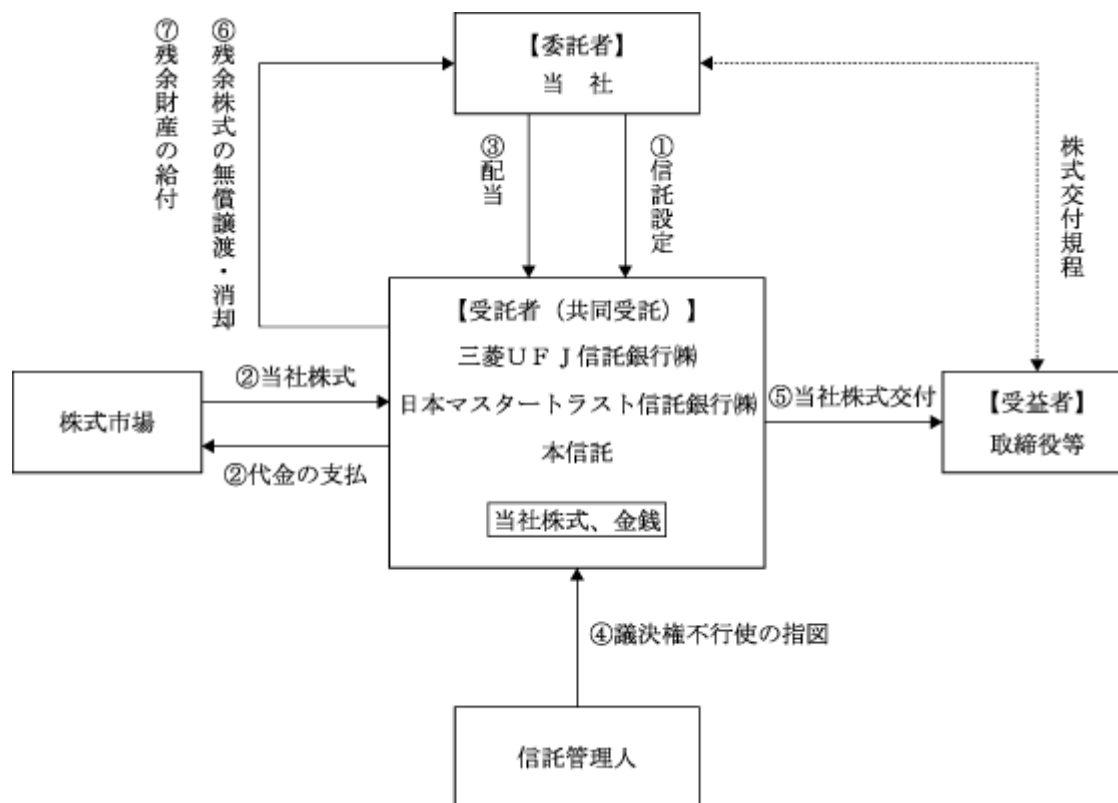 ⑦残余財産の給付
⑥残余株式の無償譲渡・消却
【委託者】
当　社
③配当
①信託設定
株式交付規程
【受託者（共同受託）】
三菱ＵＦＪ信託銀行㈱
日本マスタートラスト信託銀行㈱
本信託
当社株式、金銭
②当社株式
株式市場
②代金の支払
⑤当社株式交付
【受益者】
取締役等
④議決権不行使の指図
信託管理人